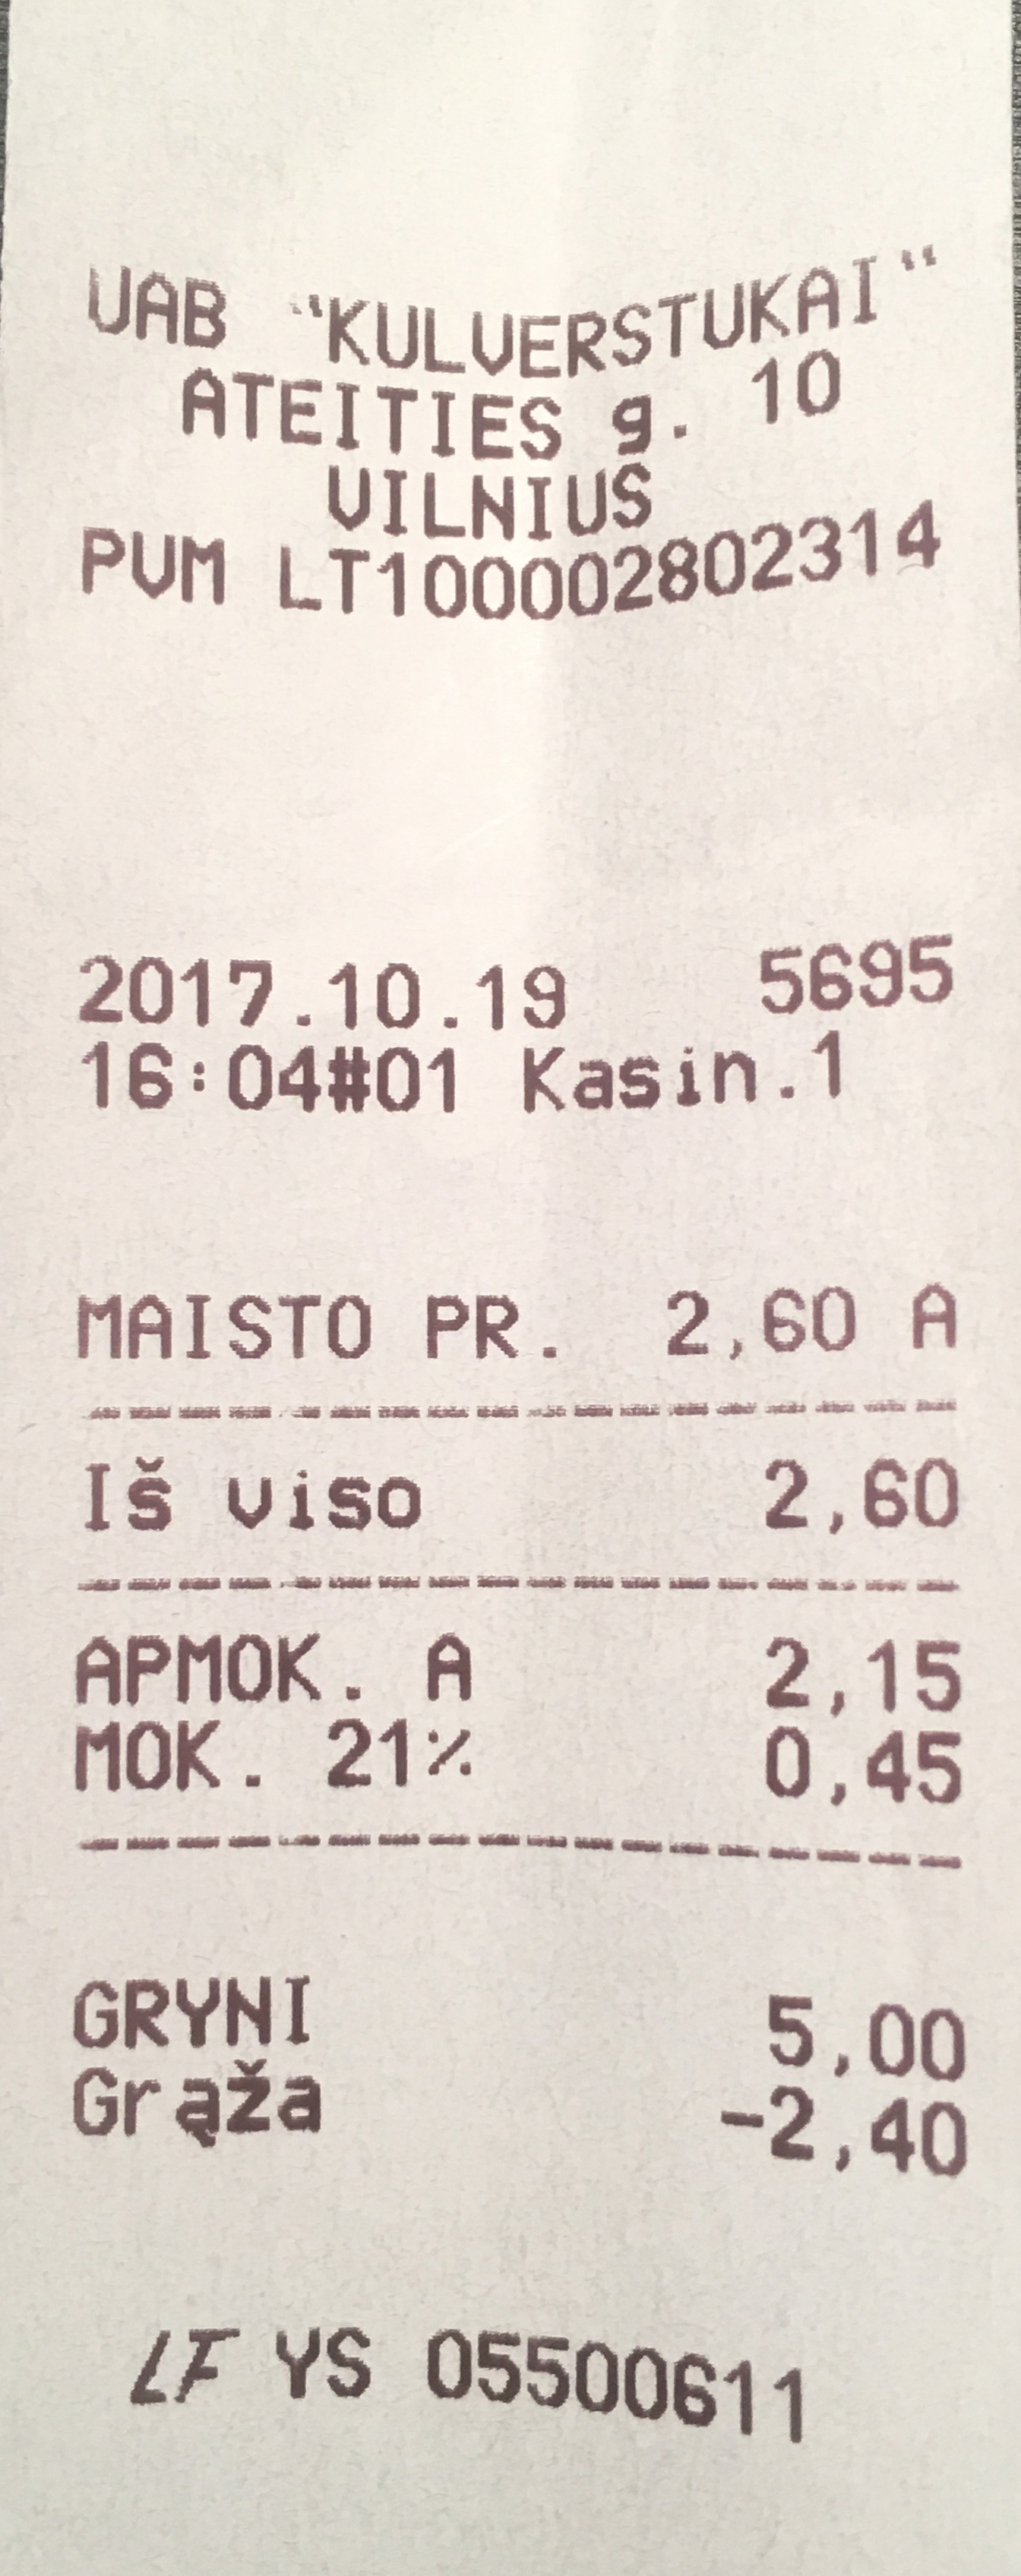 UAB "KULVERSTUKAI"
ATEITIES g. 10
VILNIUS
PVM LT100002802314
2017.10.19 5695
16:04#01 Kasin.1
MAISTO PR. 2,60 A
Iš viso 2,60
APMOK. A 2,15
MOK. 21% 0,45
GRYNI 5,00
Grąža -2,40
LF YS 05500611